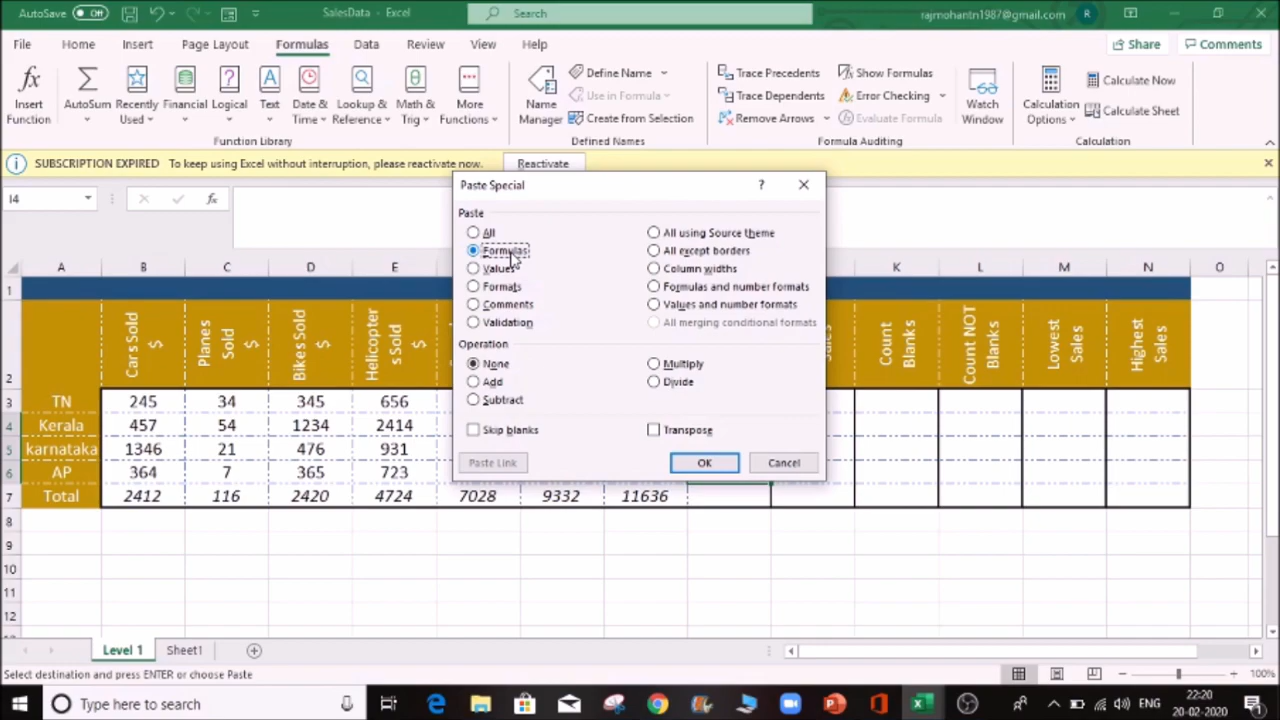 AutoSave Off SalesData - Excel Search rajmohantn1987@gmail.com R
File Home Insert Page Layout Formulas Data Review View Help Share Comments
Insert Function
AutoSum
Recently Used
Financial
Logical
Text
Date & Time
Lookup & Reference
Math & Trig
More Functions
Function Library
Name Manager
Define Name
Use in Formula
Create from Selection
Defined Names
Trace Precedents
Trace Dependents
Remove Arrows
Show Formulas
Error Checking
Evaluate Formula
Formula Auditing
Watch Window
Calculation Options
Calculate Now
Calculate Sheet
Calculation
SUBSCRIPTION EXPIRED To keep using Excel without interruption, please reactivate now. Reactivate
I4 fx
Paste Special ?
Paste
All All using Source theme
Formulas All except borders
Values Column widths
Formats Formulas and number formats
Comments Values and number formats
Validation All merging conditional formats
Operation
None Multiply
Add Divide
Subtract
Skip blanks Transpose
Paste Link OK Cancel
A B C D E K L M N O
1
2 Cars Sold $ Planes Sold $ Bikes Sold $ Helicopters Sold $ Sales Count Blanks Count NOT Blanks Lowest Sales Highest Sales
3 TN 245 34 345 656
4 Kerala 457 54 1234 2414
5 karnataka 1346 21 476 931
6 AP 364 7 365 723
7 Total 2412 116 2420 4724 7028 9332 11636
8
9
10
11
12
Level 1 Sheet1
Select destination and press ENTER or choose Paste 100%
Type here to search ENG 22:20
20-02-2020 1